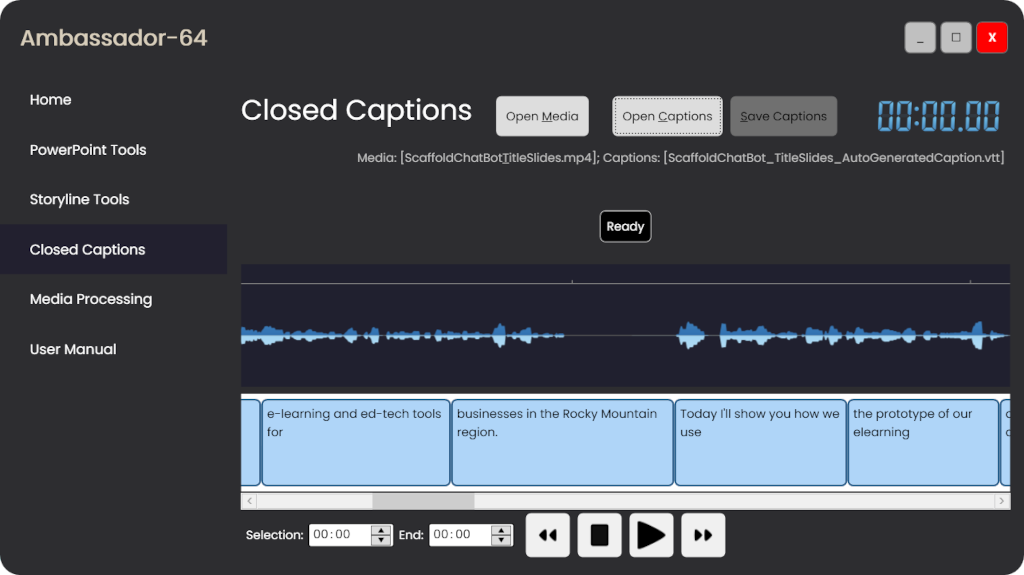 Ambassador-64
_ □ X
Home
PowerPoint Tools
Storyline Tools
Closed Captions
Media Processing
User Manual
Closed Captions
Open Media
Open Captions
Save Captions
00:00.00
Media: [ScaffoldChatBotTitleSlides.mp4]; Captions: [ScaffoldChatBot_TitleSlides_AutoGeneratedCaption.vtt]
Ready
e-learning and ed-tech tools
for
businesses in the Rocky Mountain
region.
Today I'll show you how we
use
the prototype of our
elearning
Selection: 00:00 End: 00:00